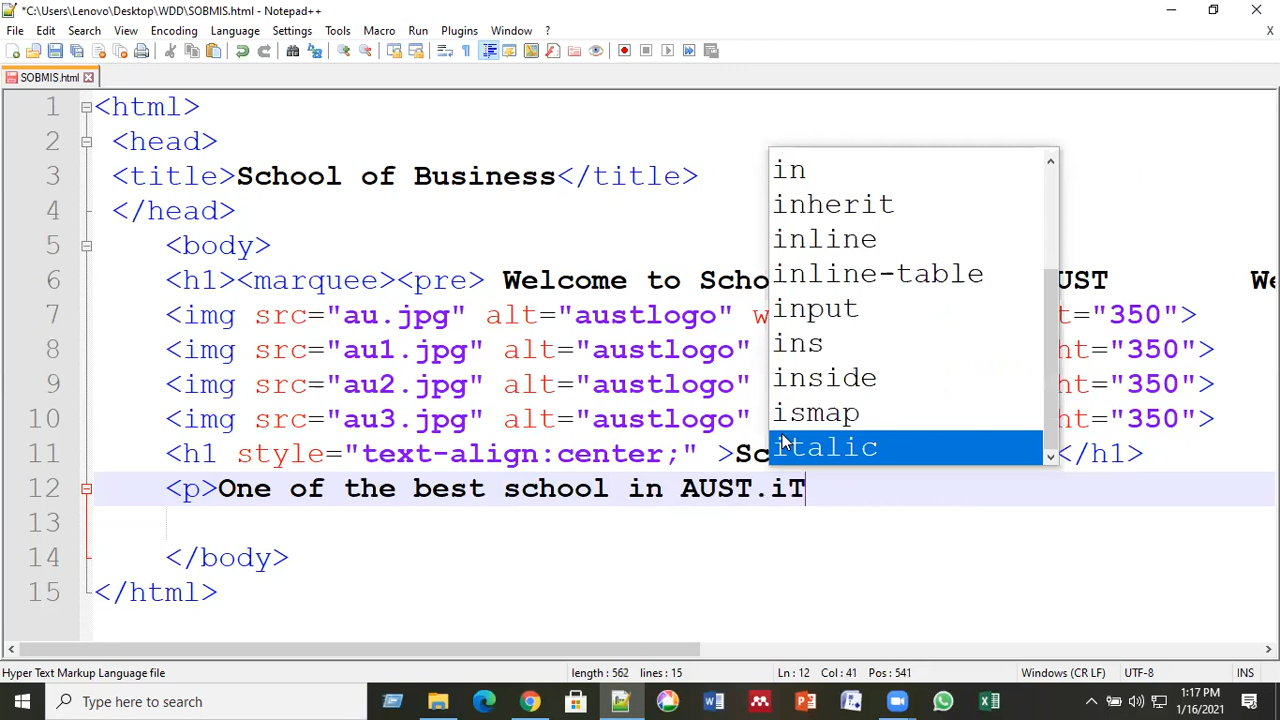 *C:\Users\Lenovo\Desktop\WDD\SOBMIS.html - Notepad++
File Edit Search View Encoding Language Settings Tools Macro Run Plugins Window ? X
SOBMIS.html
1 <html>
2 <head>
3 <title>School of Business</title>
4 </head>
5 <body>
6 <h1><marquee><pre> Welcome to Scho UST We
7 <img src="au.jpg" alt="austlogo" w t="350">
8 <img src="au1.jpg" alt="austlogo" ht="350">
9 <img src="au2.jpg" alt="austlogo" ht="350">
10 <img src="au3.jpg" alt="austlogo" ht="350">
11 <h1 style="text-align:center;" >Sc </h1>
12 <p>One of the best school in AUST.iT
13
14 </body>
15 </html>
in
inherit
inline
inline-table
input
ins
inside
ismap
italic
Hyper Text Markup Language file length : 562 lines : 15 Ln : 12 Col : 41 Pos : 541 Windows (CR LF) UTF-8 INS
Type here to search
1:17 PM
1/16/2021